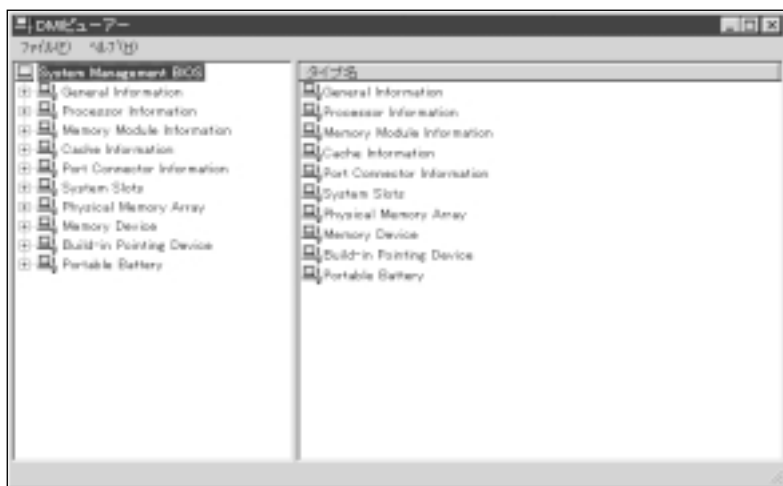 DMIビューアー
ファイル(F) ヘルプ(H)
System Management BIOS
General Information
Processor Information
Memory Module Information
Cache Information
Port Connector Information
System Slots
Physical Memory Array
Memory Device
Build-in Pointing Device
Portable Battery
タイプ名
General Information
Processor Information
Memory Module Information
Cache Information
Port Connector Information
System Slots
Physical Memory Array
Memory Device
Build-in Pointing Device
Portable Battery